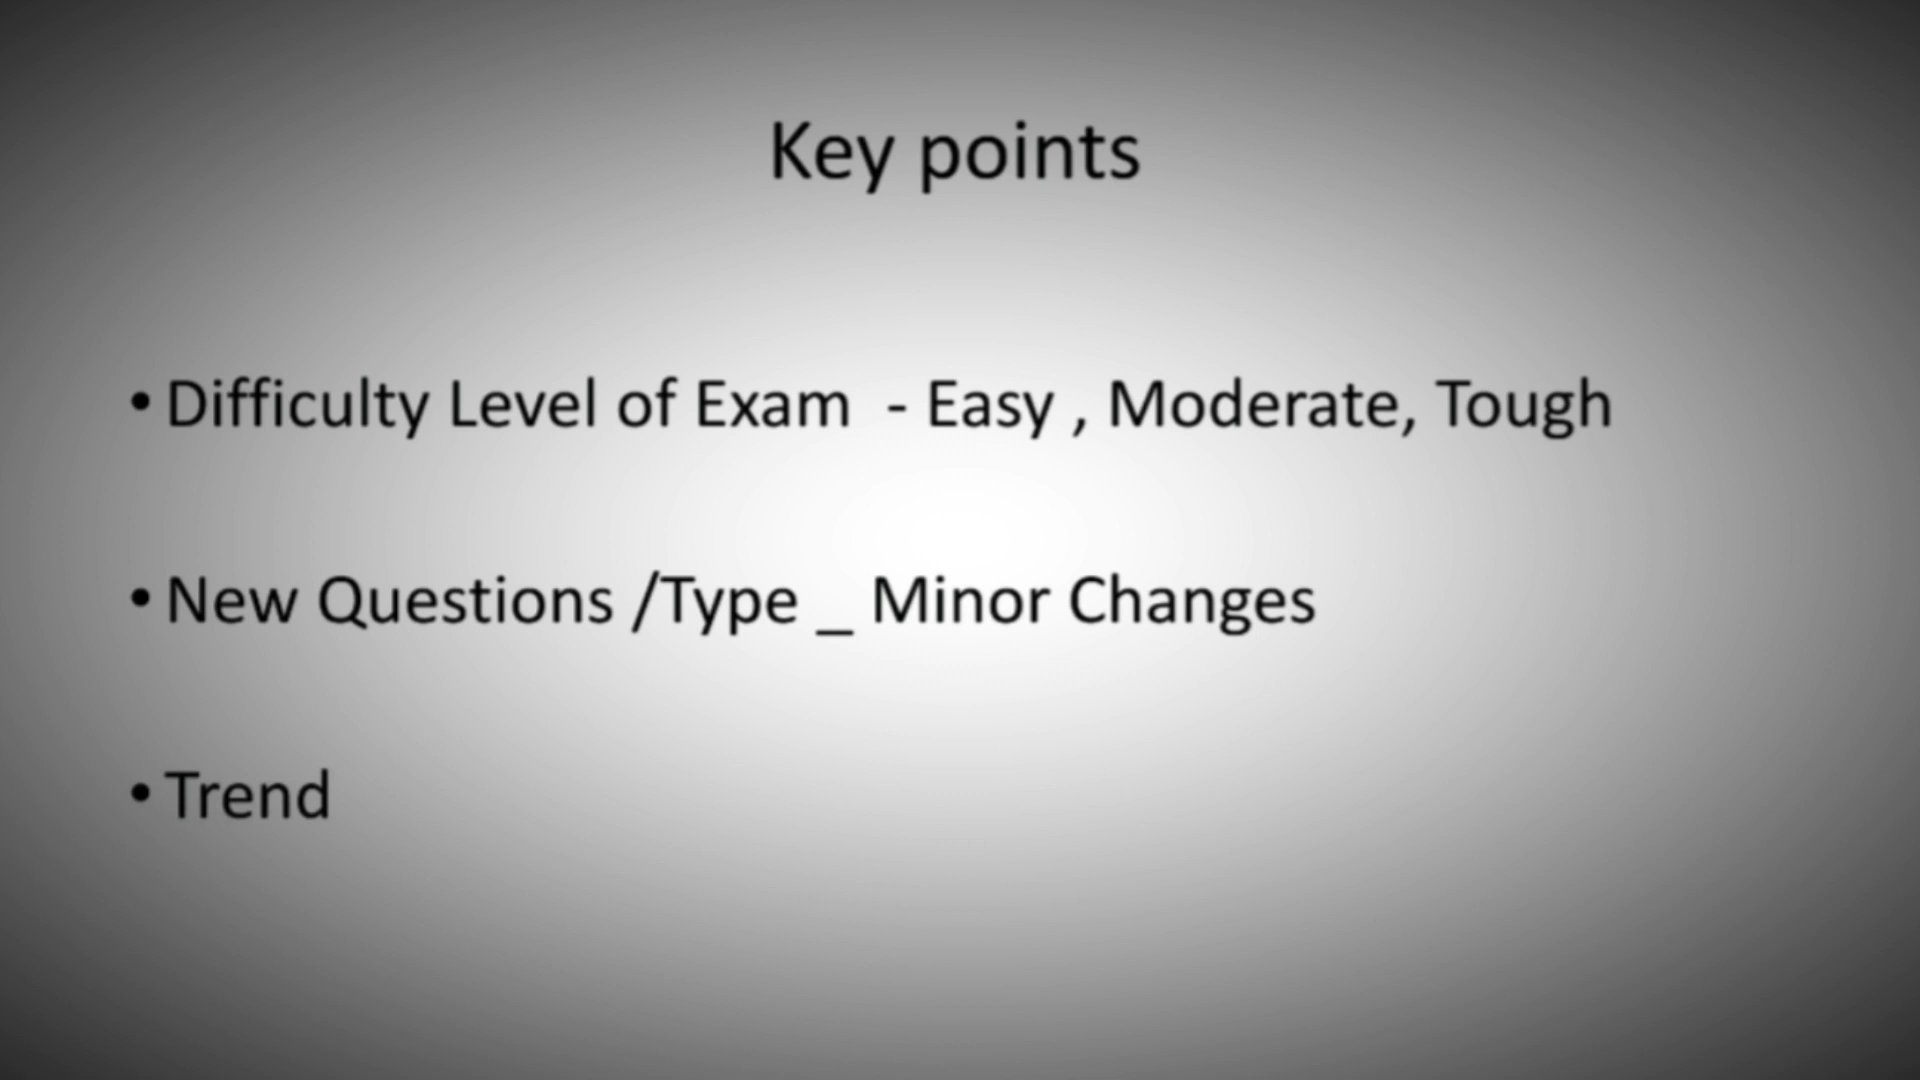 Key points
• Difficulty Level of Exam  - Easy , Moderate, Tough
• New Questions /Type _ Minor Changes
• Trend